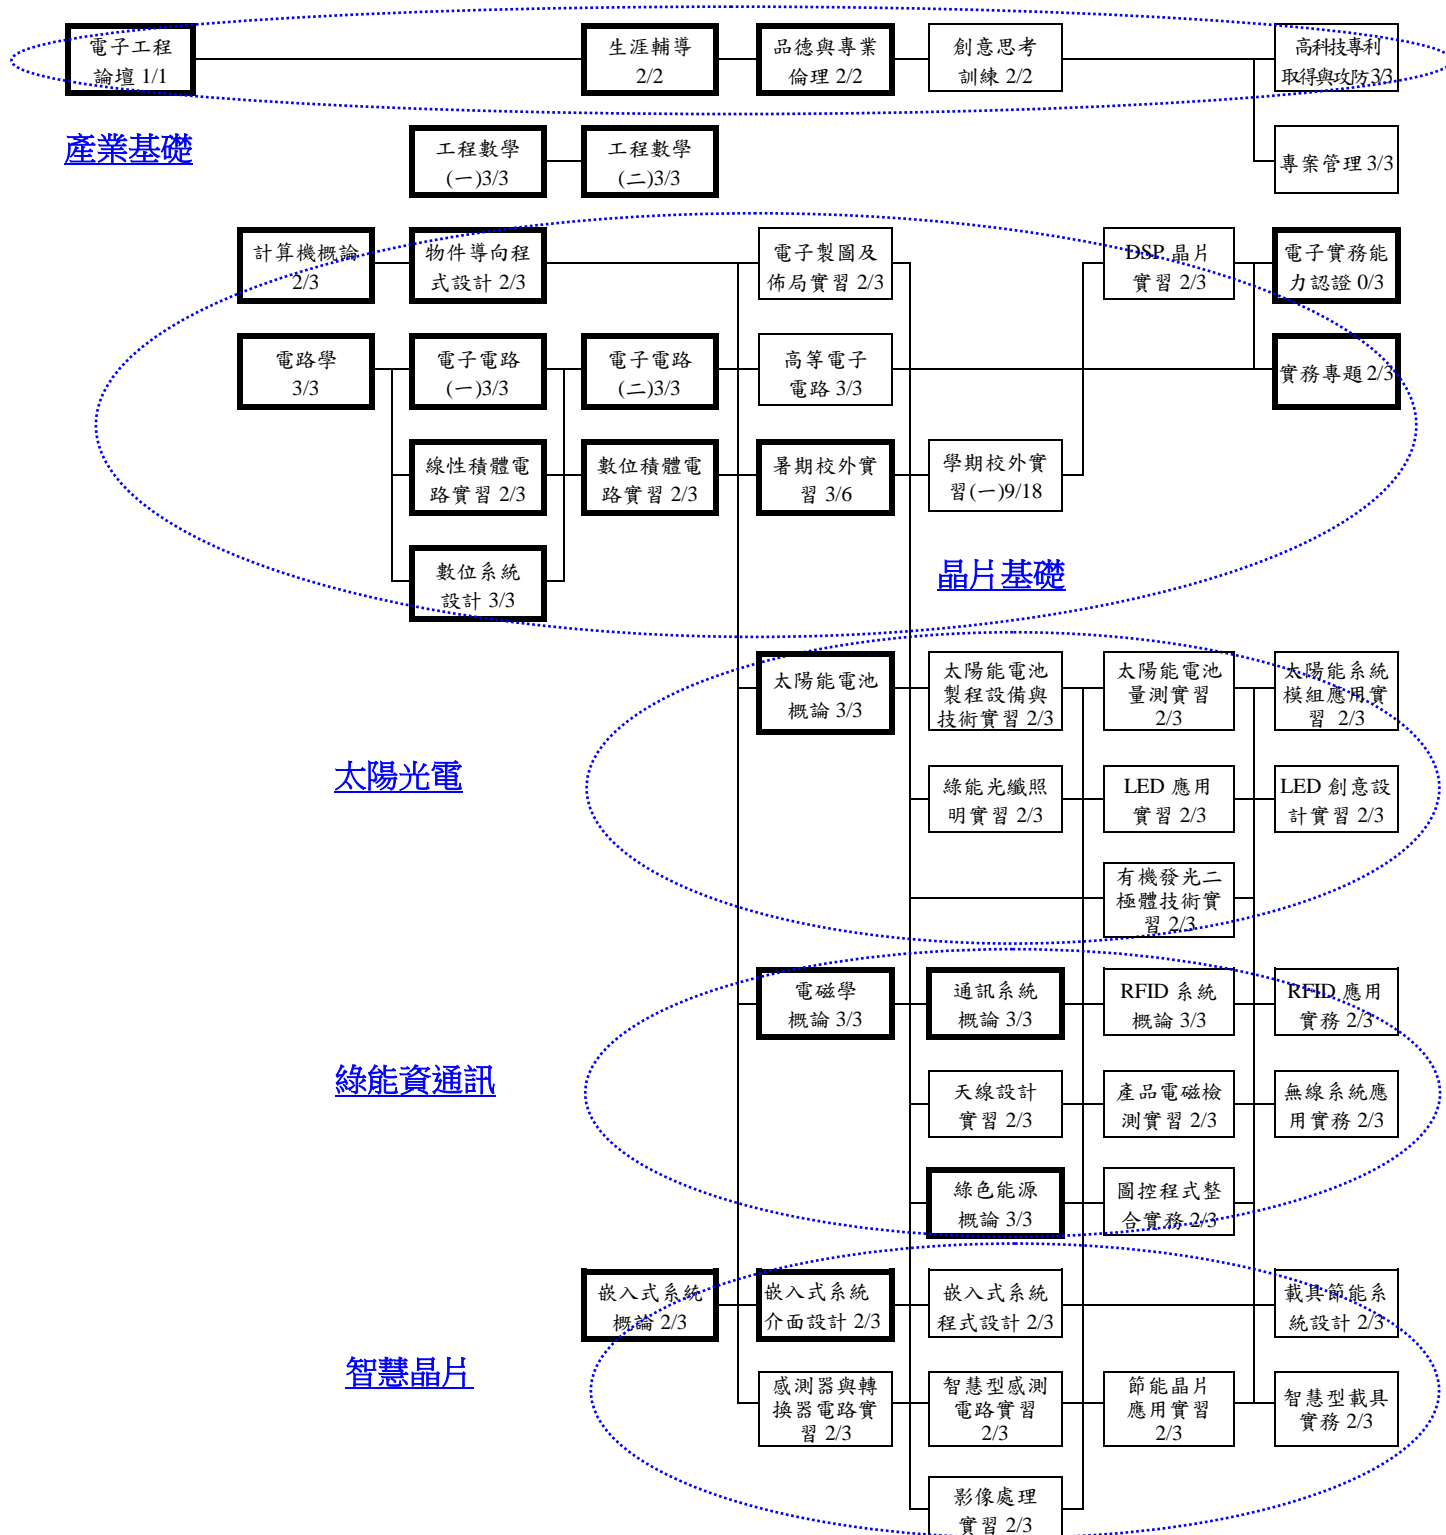 電子工程
論壇 1/1
生涯輔導
2/2
品德與專業
倫理 2/2
創意思考
訓練 2/2
高科技專利
取得與攻防3/3
產業基礎
工程數學
(一)3/3
工程數學
(二)3/3
專案管理 3/3
計算機概論
2/3
物件導向程
式設計 2/3
電子製圖及
佈局實習 2/3
DSP 晶片
實習 2/3
電子實務能
力認證 0/3
電路學
3/3
電子電路
(一)3/3
電子電路
(二)3/3
高等電子
電路 3/3
實務專題 2/3
線性積體電
路實習 2/3
數位積體電
路實習 2/3
暑期校外實
習 3/6
學期校外實
習(一)9/18
數位系統
設計 3/3
晶片基礎
太陽能電池
概論 3/3
太陽能電池
製程設備與
技術實習 2/3
太陽能電池
量測實習
2/3
太陽能系統
模組應用實
習 2/3
太陽光電
綠能光纖照
明實習 2/3
LED 應用
實習 2/3
LED 創意設
計實習 2/3
有機發光二
極體技術實
習 2/3
電磁學
概論 3/3
通訊系統
概論 3/3
RFID 系統
概論 3/3
RFID 應用
實務 2/3
綠能資通訊
天線設計
實習 2/3
產品電磁檢
測實習 2/3
無線系統應
用實務 2/3
綠色能源
概論 3/3
圖控程式整
合實務 2/3
嵌入式系統
概論 2/3
嵌入式系統
介面設計 2/3
嵌入式系統
程式設計 2/3
載具節能系
統設計 2/3
智慧晶片
感測器與轉
換器電路實
習 2/3
智慧型感測
電路實習
2/3
節能晶片
應用實習
2/3
智慧型載具
實務 2/3
影像處理
實習 2/3